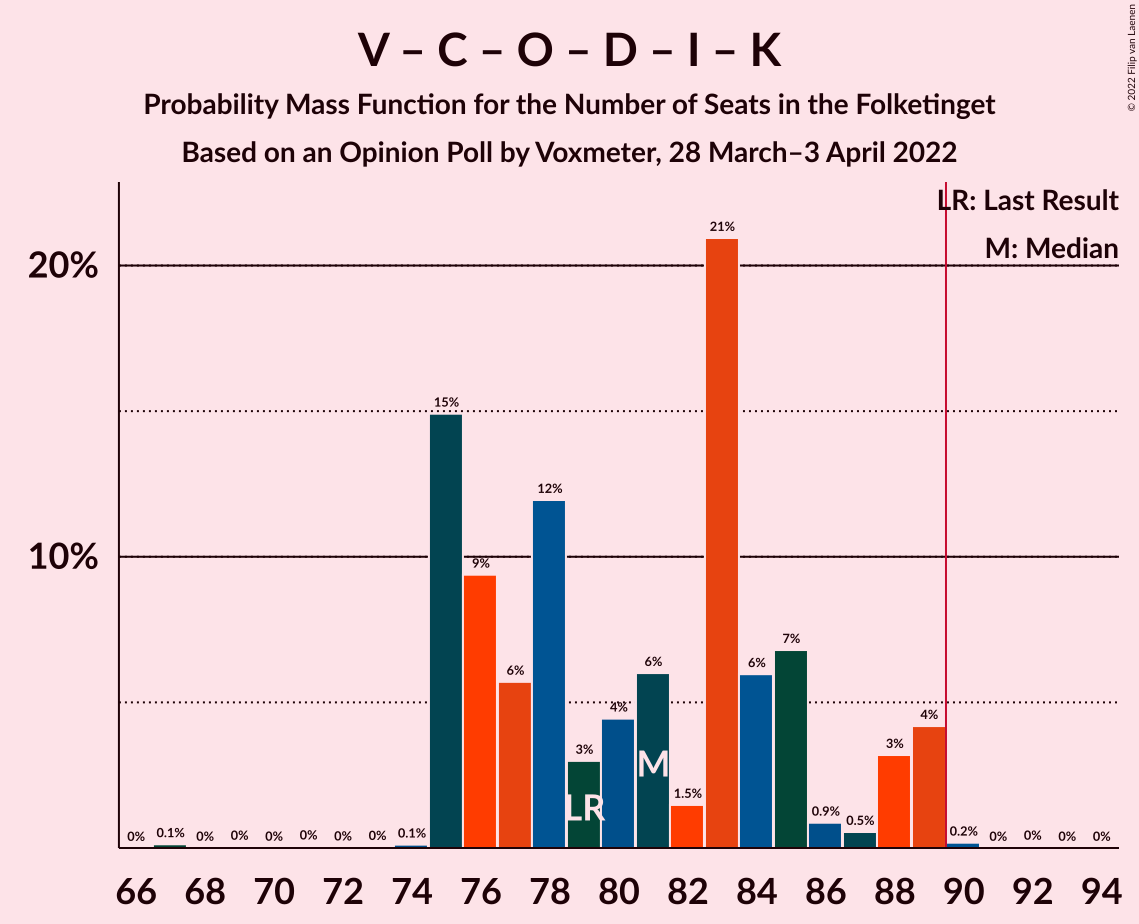 V – C – O – D – I – K
Probability Mass Function for the Number of Seats in the Folketinget
Based on an Opinion Poll by Voxmeter, 28 March–3 April 2022
© 2022 Filip van Laenen
LR: Last Result
M: Median
20%
10%
0% 0.1% 0% 0% 0% 0% 0% 0% 0.1% 15% 9% 6% 12% 3% 4% 6% 1.5% 21% 6% 7% 0.9% 0.5% 3% 4% 0.2% 0% 0% 0% 0%
M
LR
66 68 70 72 74 76 78 80 82 84 86 88 90 92 94